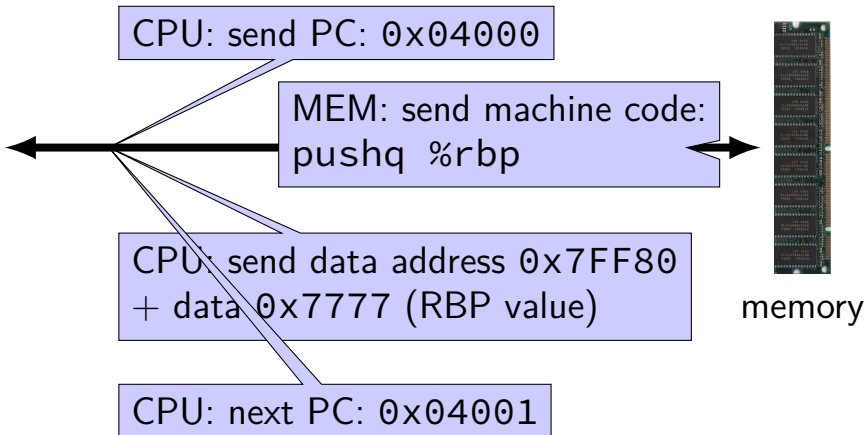 CPU: send PC: 0x04000
MEM: send machine code:
pushq %rbp
CPU: send data address 0x7FF80
+ data 0x7777 (RBP value)
memory
CPU: next PC: 0x04001